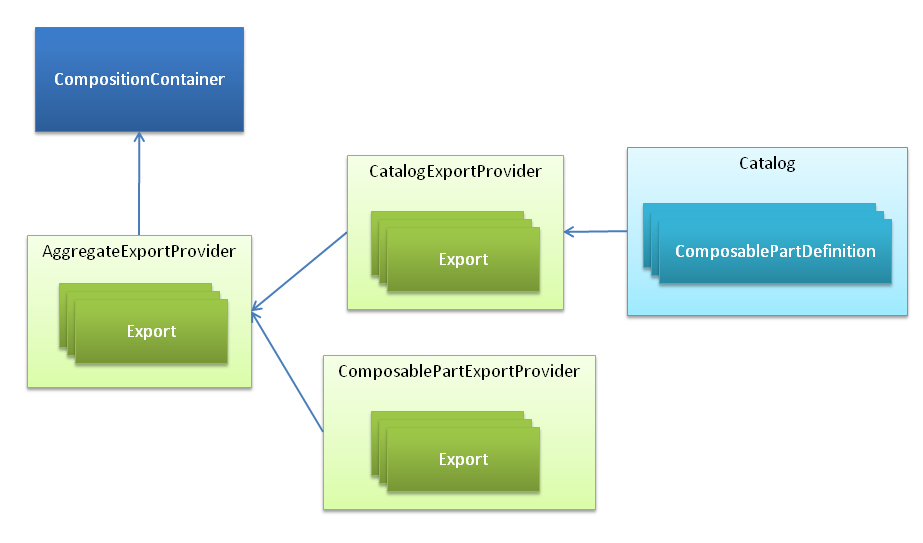 CompositionContainer
AggregateExportProvider
Export
CatalogExportProvider
Export
Catalog
ComposablePartDefinition
ComposablePartExportProvider
Export